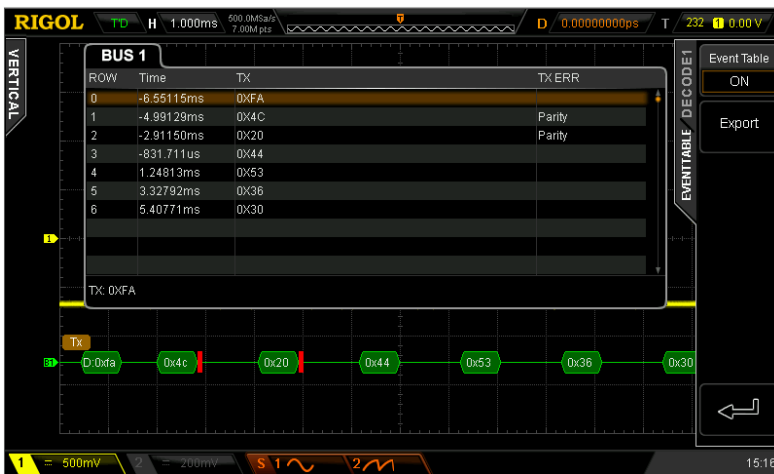 RIGOL T'D H 1.000ms 500.0MSa/s 7.00M pts D 0.00000000ps T 232 1 0.00 V
VERTICAL
BUS 1
ROW Time TX TX ERR
0 -6.55115ms 0XFA
1 -4.99129ms 0X4C Parity
2 -2.91150ms 0X20 Parity
3 -831.711us 0X44
4 1.24813ms 0X53
5 3.32792ms 0X36
6 5.40771ms 0X30
TX: 0XFA
DECODE1
EVENTTABLE
Event Table
ON
Export
1
Tx
B1 D:0xfa 0x4c 0x20 0x44 0x53 0x36 0x30
1 = 500mV 2 = 200mV S 1 2 15:16